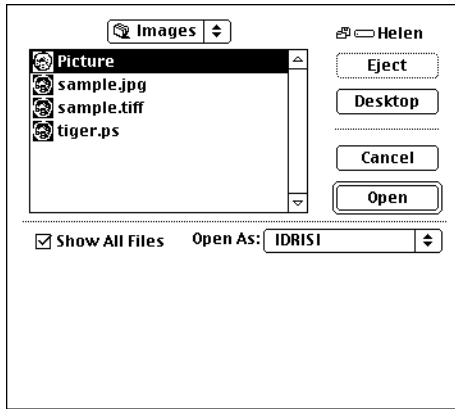 Images
Helen
Picture
sample.jpg
sample.tiff
tiger.ps
Eject
Desktop
Cancel
Open
Show All Files
Open As: IDRISI